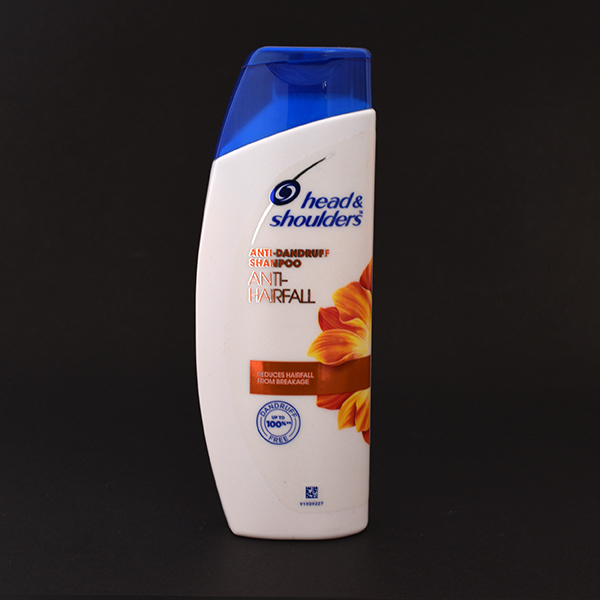 head &
shoulders
ANTI-DANDRUFF
SHAMPOO
ANTI-
HAIRFALL
REDUCES HAIRFALL
FROM BREAKAGE
DANDRUFF
UP TO
100%**
FREE